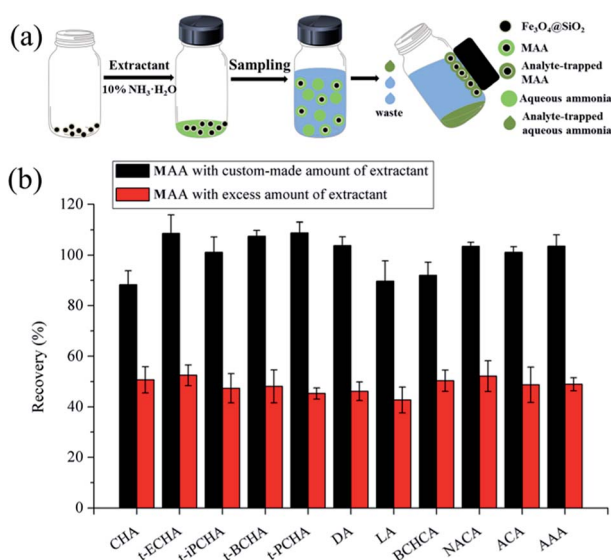 (a)
Extractant
10% NH₃·H₂O
Sampling
waste
Fe₃O₄@SiO₂
MAA
Analyte-trapped
MAA
Aqueous ammonia
Analyte-trapped
aqueous ammonia
(b)
MAA with custom-made amount of extractant
MAA with excess amount of extractant
Recovery (%)
120
100
80
60
40
20
0
CHA
t-ECHA
t-iPCHA
t-BCHA
t-PCHA
DA
LA
BCHCA
NACA
ACA
AAA